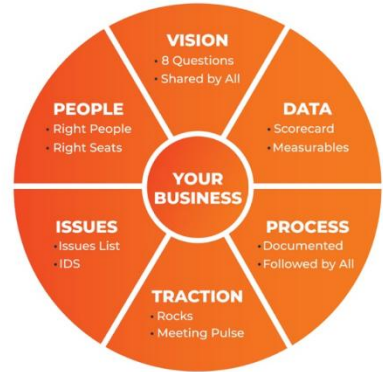 VISION
• 8 Questions
• Shared by All
PEOPLE
• Right People
• Right Seats
DATA
• Scorecard
• Measurables
YOUR
BUSINESS
ISSUES
• Issues List
• IDS
PROCESS
• Documented
• Followed by All
TRACTION
• Rocks
• Meeting Pulse